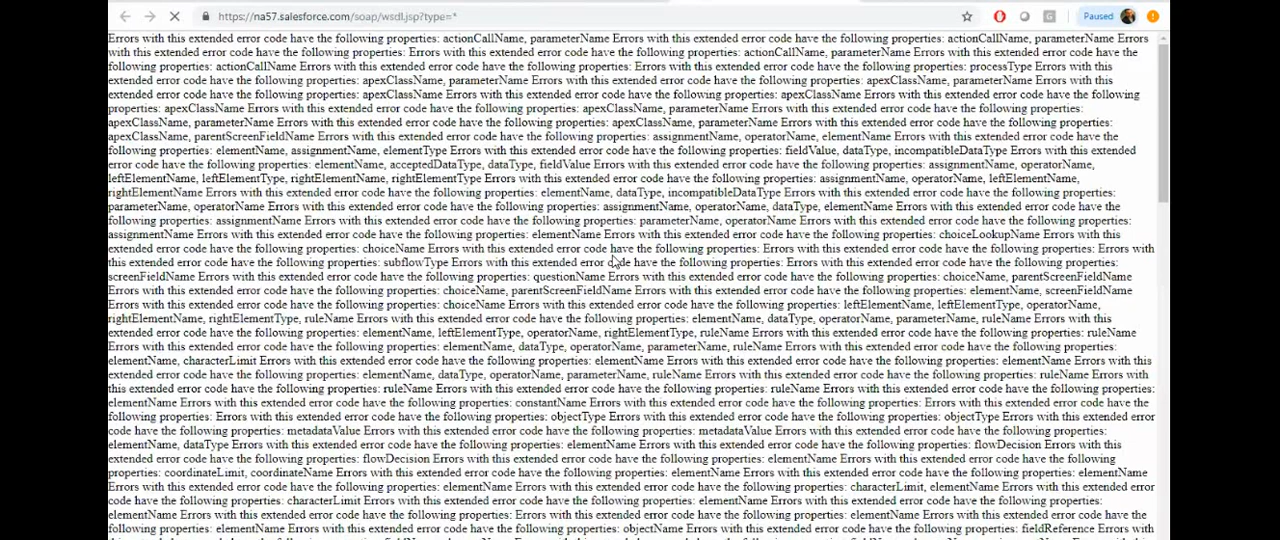 https://na57.salesforce.com/soap/wsdl.jsp?type=*
Paused
Errors with this extended error code have the following properties: actionCallName, parameterName Errors with this extended error code have the following properties: actionCallName, parameterName Errors
with this extended error code have the following properties: Errors with this extended error code have the following properties: actionCallName, parameterName Errors with this extended error code have the
following properties: actionCallName Errors with this extended error code have the following properties: Errors with this extended error code have the following properties: processType Errors with this
extended error code have the following properties: apexClassName, parameterName Errors with this extended error code have the following properties: apexClassName, parameterName Errors with this
extended error code have the following properties: apexClassName Errors with this extended error code have the following properties: apexClassName Errors with this extended error code have the following
properties: apexClassName Errors with this extended error code have the following properties: apexClassName, parameterName Errors with this extended error code have the following properties:
apexClassName, parameterName Errors with this extended error code have the following properties: apexClassName, parameterName Errors with this extended error code have the following properties:
apexClassName, parentScreenFieldName Errors with this extended error code have the following properties: assignmentName, operatorName, elementName Errors with this extended error code have the
following properties: elementName, assignmentName, elementType Errors with this extended error code have the following properties: fieldValue, dataType, incompatibleDataType Errors with this extended
error code have the following properties: elementName, acceptedDataType, dataType, fieldValue Errors with this extended error code have the following properties: assignmentName, operatorName,
leftElementName, leftElementType, rightElementName, rightElementType Errors with this extended error code have the following properties: assignmentName, operatorName, leftElementName,
rightElementName Errors with this extended error code have the following properties: elementName, dataType, incompatibleDataType Errors with this extended error code have the following properties:
parameterName, operatorName Errors with this extended error code have the following properties: assignmentName, operatorName, dataType, elementName Errors with this extended error code have the
following properties: assignmentName Errors with this extended error code have the following properties: parameterName, operatorName Errors with this extended error code have the following properties:
assignmentName Errors with this extended error code have the following properties: elementName Errors with this extended error code have the following properties: choiceLookupName Errors with this
extended error code have the following properties: choiceName Errors with this extended error code have the following properties: Errors with this extended error code have the following properties: Errors with
this extended error code have the following properties: subflowType Errors with this extended error code have the following properties: Errors with this extended error code have the following properties:
screenFieldName Errors with this extended error code have the following properties: questionName Errors with this extended error code have the following properties: choiceName, parentScreenFieldName
Errors with this extended error code have the following properties: choiceName, parentScreenFieldName Errors with this extended error code have the following properties: elementName, screenFieldName
Errors with this extended error code have the following properties: choiceName Errors with this extended error code have the following properties: leftElementName, leftElementType, operatorName,
rightElementName, rightElementType, ruleName Errors with this extended error code have the following properties: elementName, dataType, operatorName, parameterName, ruleName Errors with this
extended error code have the following properties: elementName, leftElementType, operatorName, rightElementType, ruleName Errors with this extended error code have the following properties: ruleName
Errors with this extended error code have the following properties: elementName, dataType, operatorName, parameterName, ruleName Errors with this extended error code have the following properties:
elementName, characterLimit Errors with this extended error code have the following properties: elementName Errors with this extended error code have the following properties: elementName Errors
with this extended error code have the following properties: elementName, dataType, operatorName, parameterName, ruleName Errors with this extended error code have the following properties: ruleName Errors with
this extended error code have the following properties: ruleName Errors with this extended error code have the following properties: ruleName Errors with this extended error code have the following properties:
elementName Errors with this extended error code have the following properties: constantName Errors with this extended error code have the following properties: Errors with this extended error code have the
following properties: Errors with this extended error code have the following properties: objectType Errors with this extended error code have the following properties: objectType Errors with this extended error
code have the following properties: metadataValue Errors with this extended error code have the following properties: metadataValue Errors with this extended error code have the following properties:
elementName, dataType Errors with this extended error code have the following properties: elementName Errors with this extended error code have the following properties: flowDecision Errors with this
extended error code have the following properties: flowDecision Errors with this extended error code have the following properties: elementName Errors with this extended error code have the following
properties: coordinateLimit, coordinateName Errors with this extended error code have the following properties: elementName Errors with this extended error code have the following properties: elementName
Errors with this extended error code have the following properties: elementName Errors with this extended error code have the following properties: characterLimit, elementName Errors with this extended error
code have the following properties: characterLimit Errors with this extended error code have the following properties: elementName Errors with this extended error code have the following properties:
elementName Errors with this extended error code have the following properties: Errors with this extended error code have the following properties: elementName Errors with this extended error code have the
following properties: elementName Errors with this extended error code have the following properties: objectName Errors with this extended error code have the following properties: fieldReference Errors with